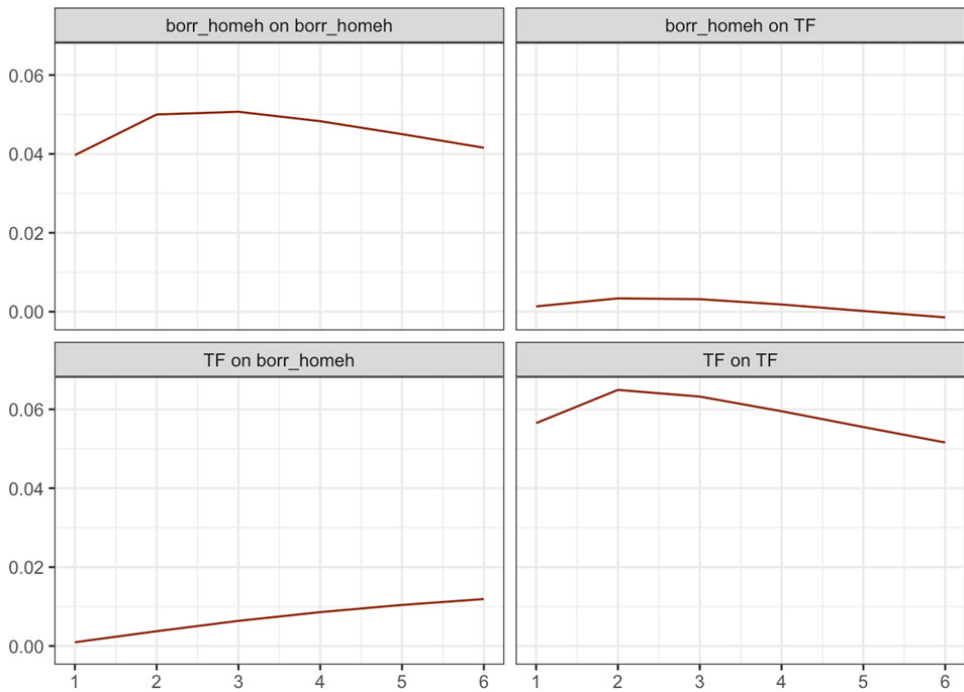 borr_homeh on borr_homeh
borr_homeh on TF
0.06
0.04
0.02
0.00
TF on borr_homeh
TF on TF
0.06
0.04
0.02
0.00
1 2 3 4 5 6
1 2 3 4 5 6